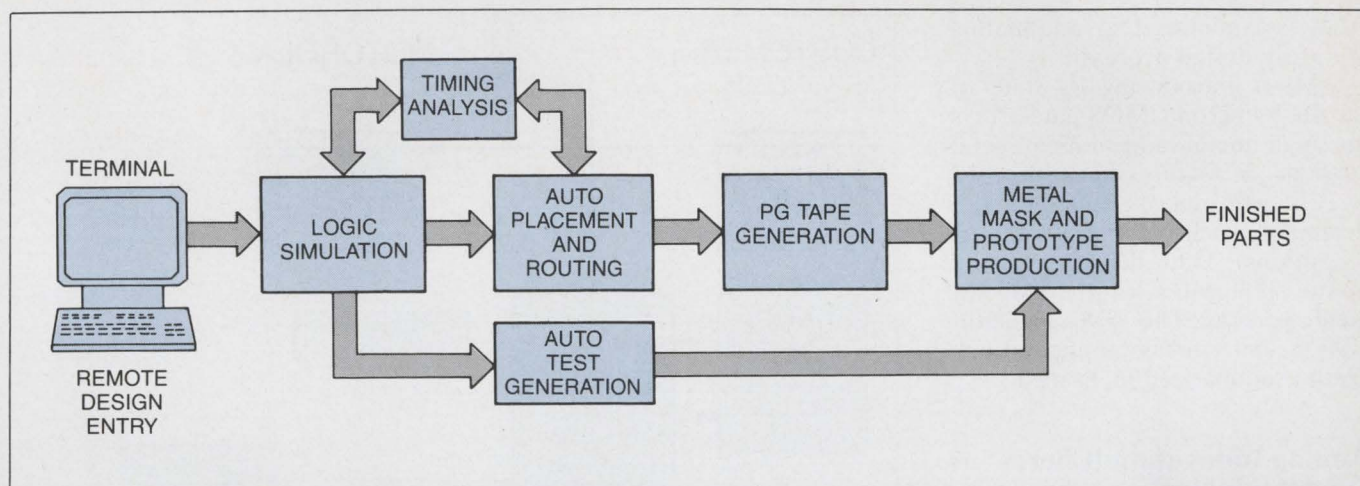 TIMING
ANALYSIS
TERMINAL
LOGIC
SIMULATION
AUTO
PLACEMENT
AND
ROUTING
PG TAPE
GENERATION
METAL
MASK AND
PROTOTYPE
PRODUCTION
FINISHED
PARTS
AUTO
TEST
GENERATION
REMOTE
DESIGN
ENTRY